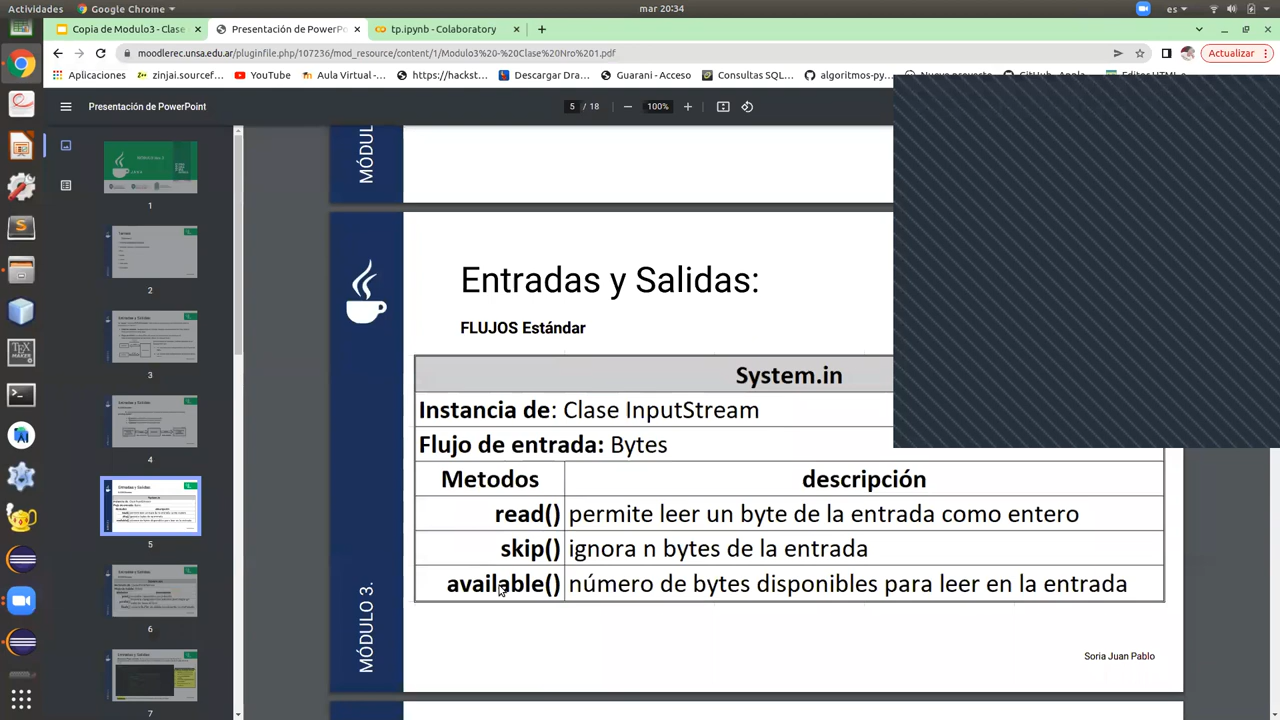 Actividades
Google Chrome
mar 20:34
es
Copia de Modulo3 - Clase
Presentación de PowerPo
tp.ipynb - Colaboratory
moodlerec.unsa.edu.ar/pluginfile.php/107236/mod_resource/content/1/Modulo3%20-%20Clase%20Nro%201.pdf
Actualizar
Aplicaciones
zinjai.sourcef...
YouTube
Aula Virtual -...
https://hackst...
Descargar Dra...
Guarani - Acceso
Consultas SQL...
algoritmos-py...
Presentación de PowerPoint
5 / 18
100%
1
2
3
4
5
6
7
MÓDUL
Entradas y Salidas:
FLUJOS Estándar
System.in
Instancia de: Clase InputStream
Flujo de entrada: Bytes
Metodos descripción
read() permite leer un byte de la entrada como entero
skip() ignora n bytes de la entrada
available() número de bytes disponibles para leer en la entrada
MÓDULO 3.
Soria Juan Pablo